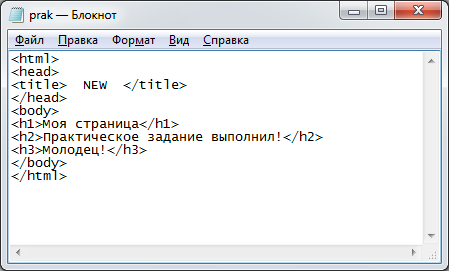 prak — Блокнот
Файл Правка Формат Вид Справка
<html>
<head>
<title>  NEW  </title>
</head>
<body>
<h1>Моя страница</h1>
<h2>Практическое задание выполнил!</h2>
<h3>Молодец!</h3>
</body>
</html>